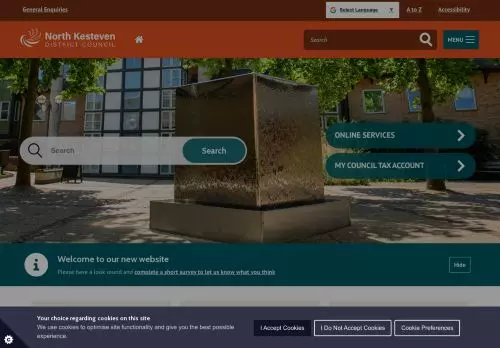 General Enquiries
Select Language
A to Z
Accessibility
North Kesteven
DISTRICT COUNCIL
Search
MENU
Search
Search
ONLINE SERVICES
MY COUNCIL TAX ACCOUNT
Welcome to our new website
Please have a look round and complete a short survey to let us know what you think
Hide
Your choice regarding cookies on this site
We use cookies to optimise site functionality and give you the best possible
experience.
I Accept Cookies
I Do Not Accept Cookies
Cookie Preferences